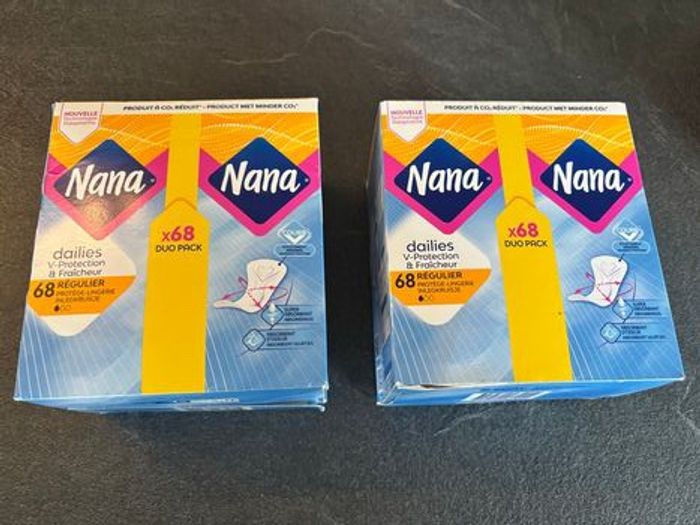 NOUVELLE
PRODUIT À CO₂ RÉDUIT* - PRODUCT MET MINDER CO₂*
Nana
Nana
x68
DUO PACK
dailies
V-Protection
& Fraîcheur
68 RÉGULIER
PROTÈGE-LINGERIE
INLEGKRUISJE
NOUVELLE
PRODUIT À CO₂ RÉDUIT* - PRODUCT MET MINDER CO₂*
Nana
Nana
x68
DUO PACK
dailies
V-Protection
& Fraîcheur
68 RÉGULIER
PROTÈGE-LINGERIE
INLEGKRUISJE